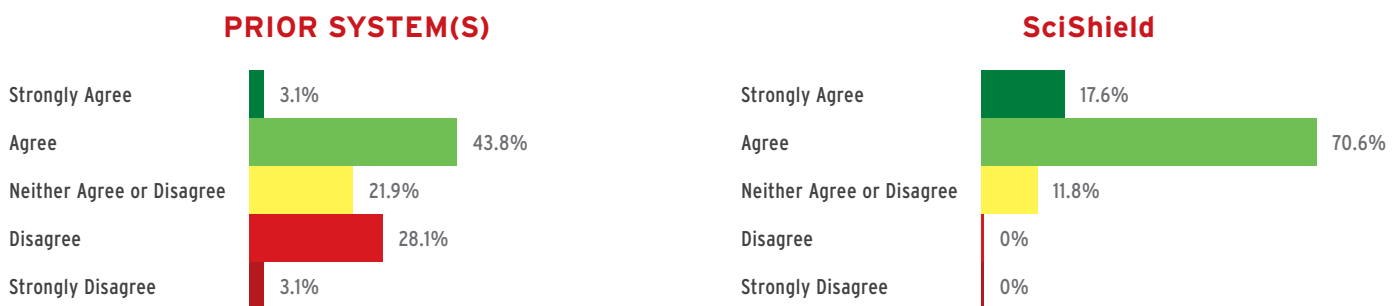 PRIOR SYSTEM(S)
Strongly Agree 3.1%
Agree 43.8%
Neither Agree or Disagree 21.9%
Disagree 28.1%
Strongly Disagree 3.1%
SciShield
Strongly Agree 17.6%
Agree 70.6%
Neither Agree or Disagree 11.8%
Disagree 0%
Strongly Disagree 0%